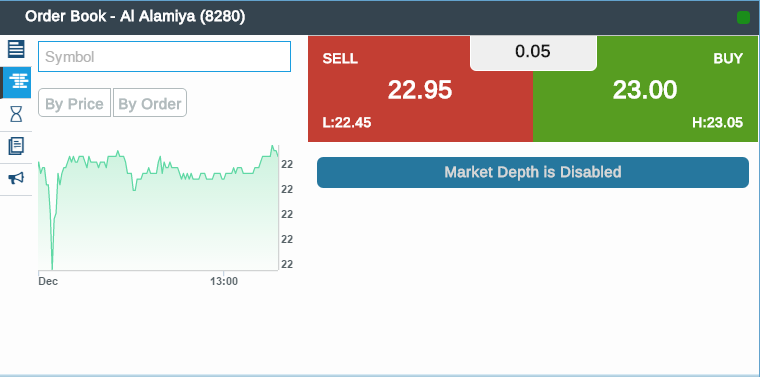 Order Book - Al Alamiya (8280)
Symbol
By Price
By Order
22
22
22
22
22
Dec
13:00
SELL
0.05
BUY
22.95
23.00
L:22.45
H:23.05
Market Depth is Disabled